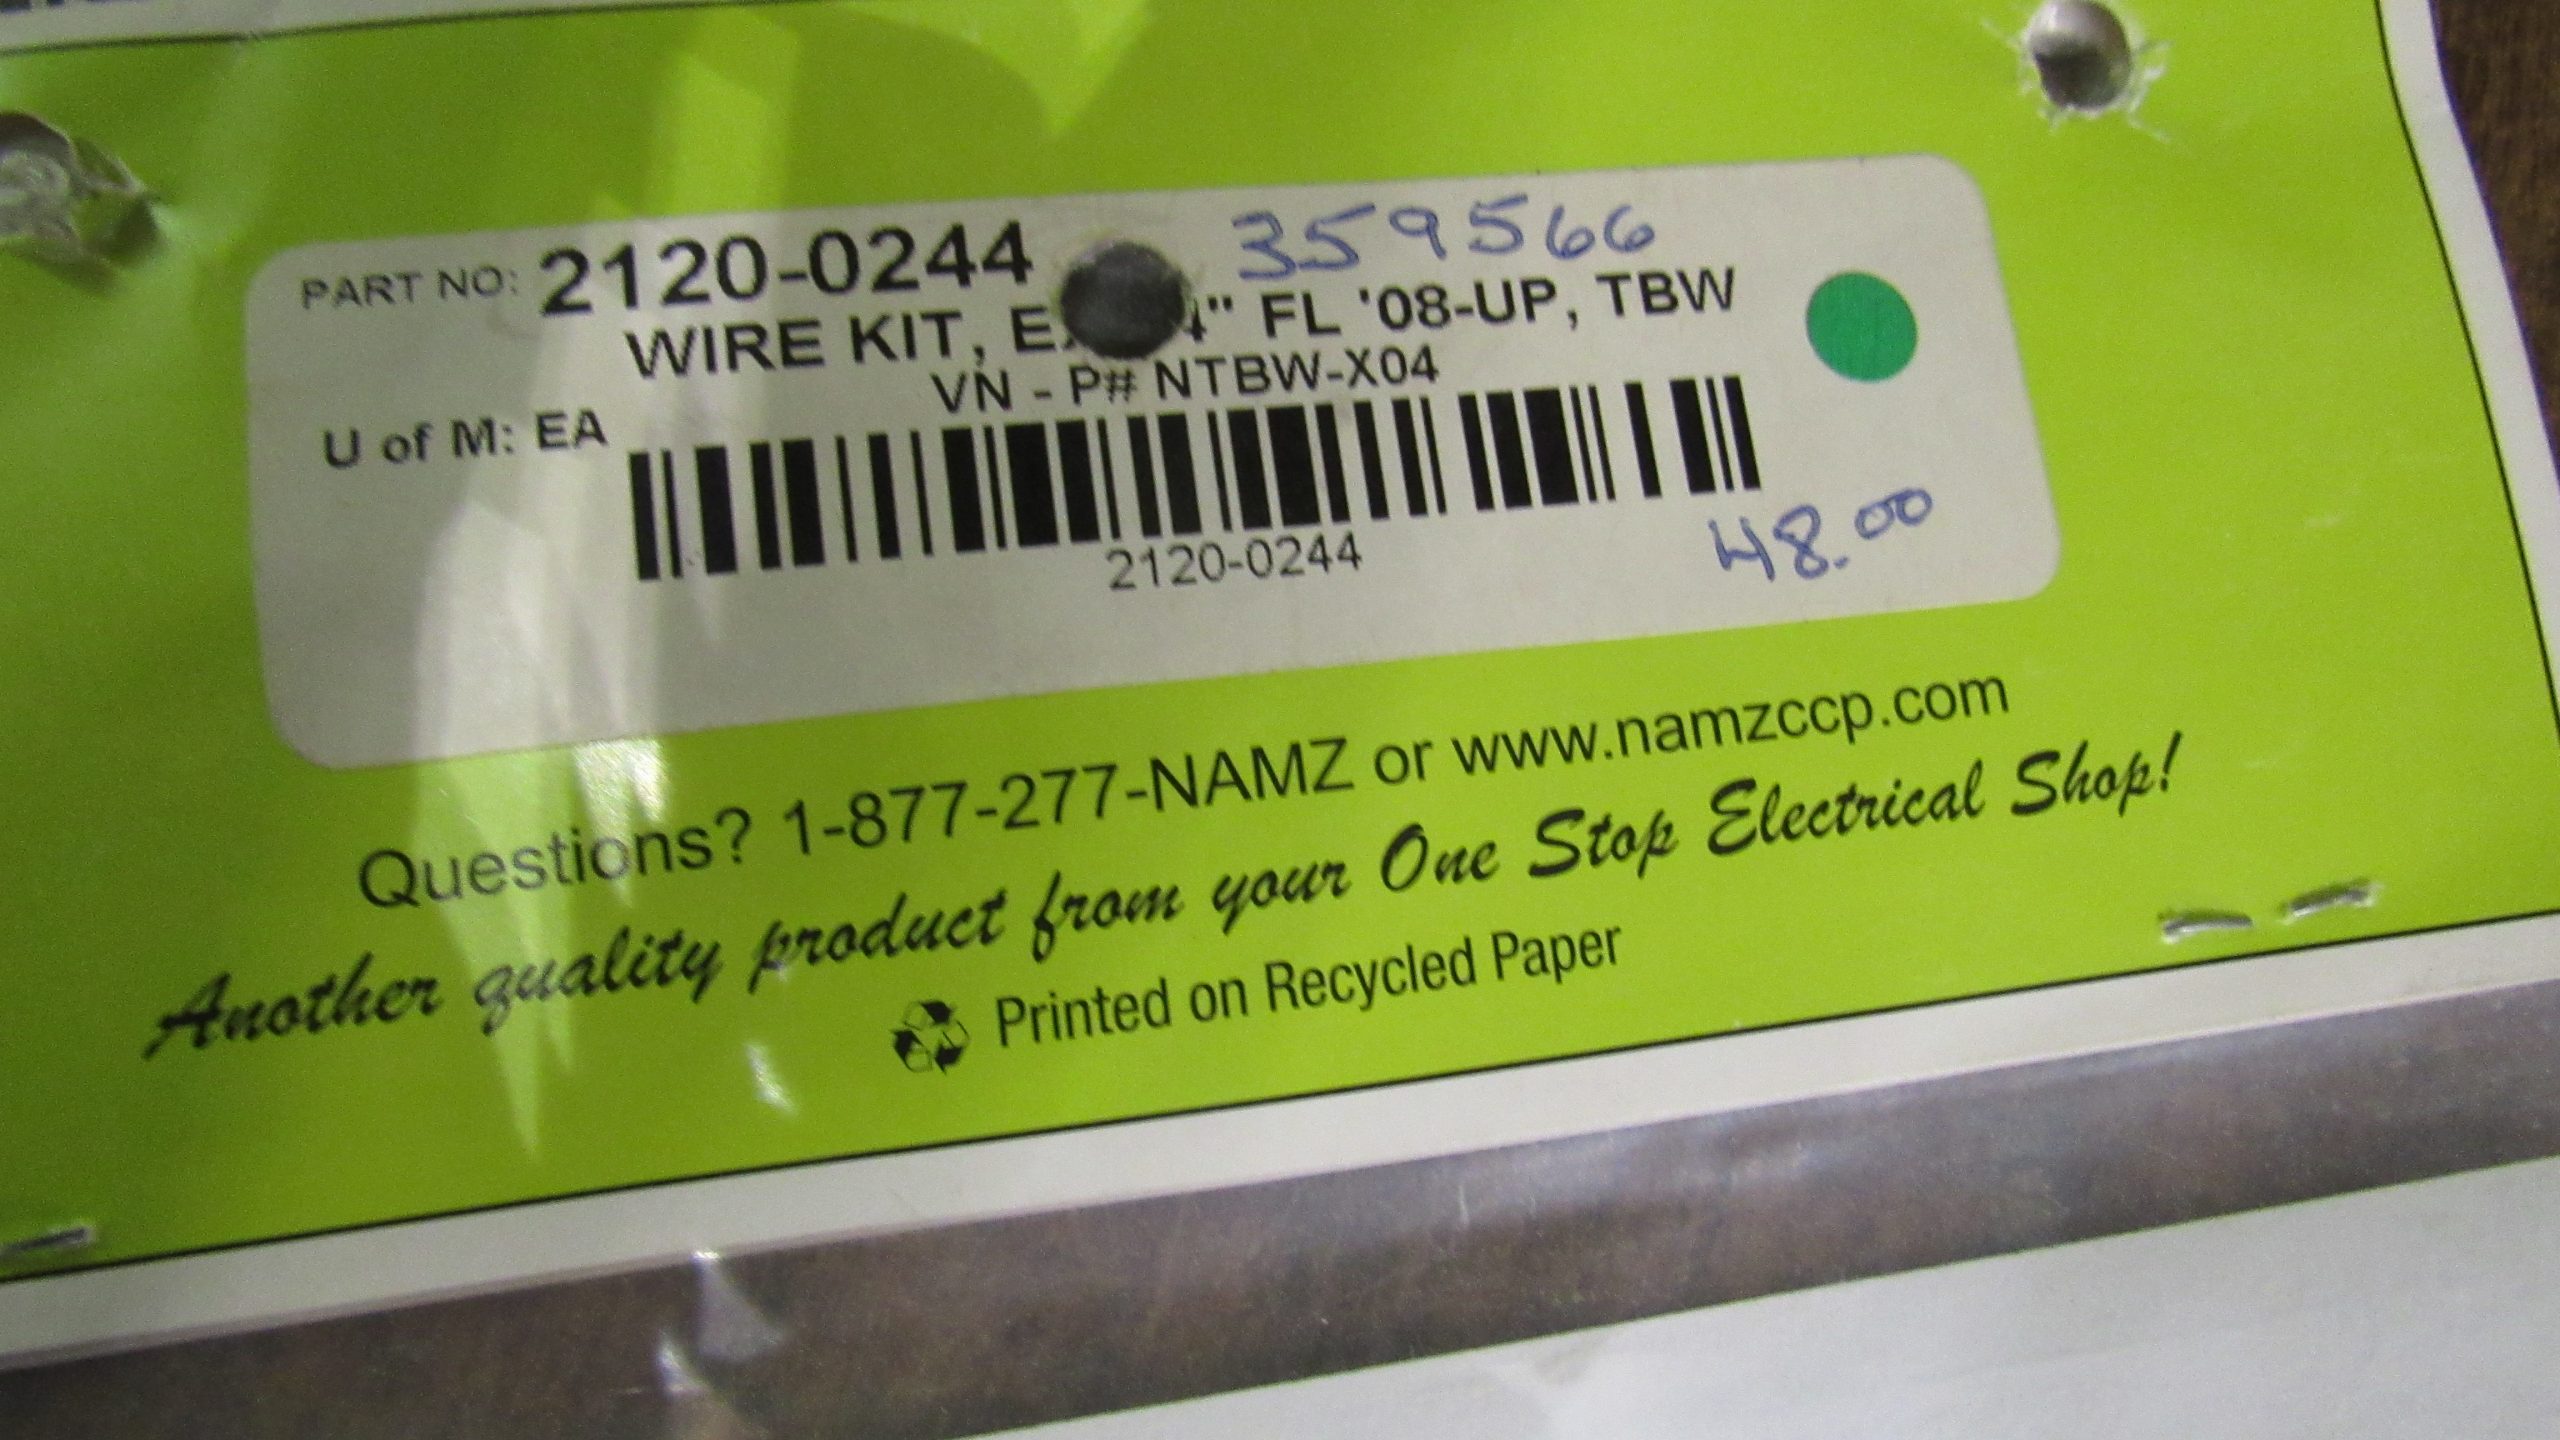 PART NO: 2120-0244 359566
WIRE KIT, 4" FL '08-UP, TBW
VN - P# NTBW-X04
U of M: EA
2120-0244
48.00
Questions? 1-877-277-NAMZ or www.namzccp.com
Another quality product from your One Stop Electrical Shop!
Printed on Recycled Paper